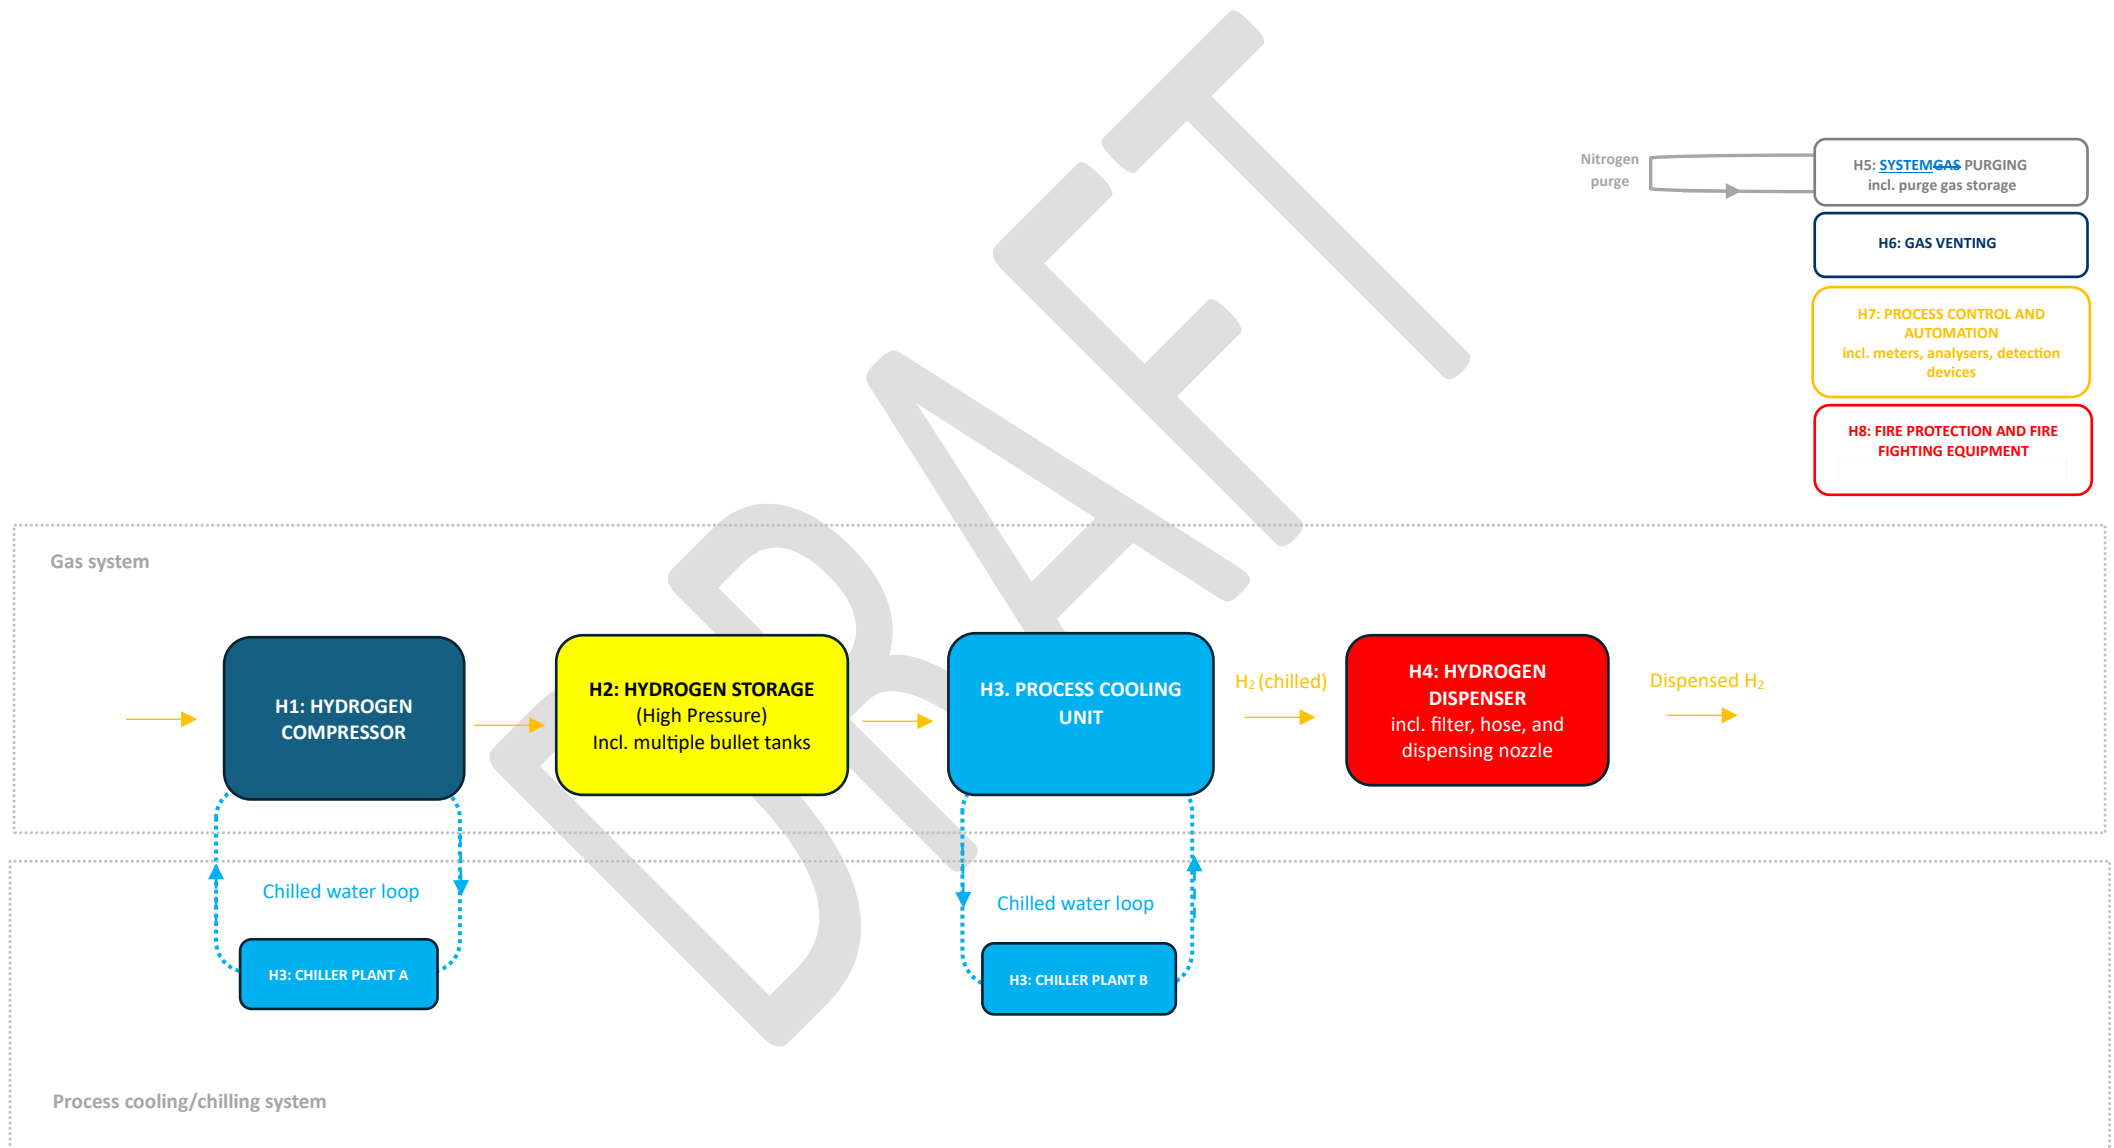 DRAFT
Nitrogen
purge
H5: SYSTEMGAS PURGING
incl. purge gas storage
H6: GAS VENTING
H7: PROCESS CONTROL AND
AUTOMATION
incl. meters, analysers, detection
devices
H8: FIRE PROTECTION AND FIRE
FIGHTING EQUIPMENT
Gas system
H1: HYDROGEN
COMPRESSOR
H2: HYDROGEN STORAGE
(High Pressure)
Incl. multiple bullet tanks
H3. PROCESS COOLING
UNIT
H₂ (chilled)
H4: HYDROGEN
DISPENSER
incl. filter, hose, and
dispensing nozzle
Dispensed H₂
Chilled water loop
Chilled water loop
H3: CHILLER PLANT A
H3: CHILLER PLANT B
Process cooling/chilling system